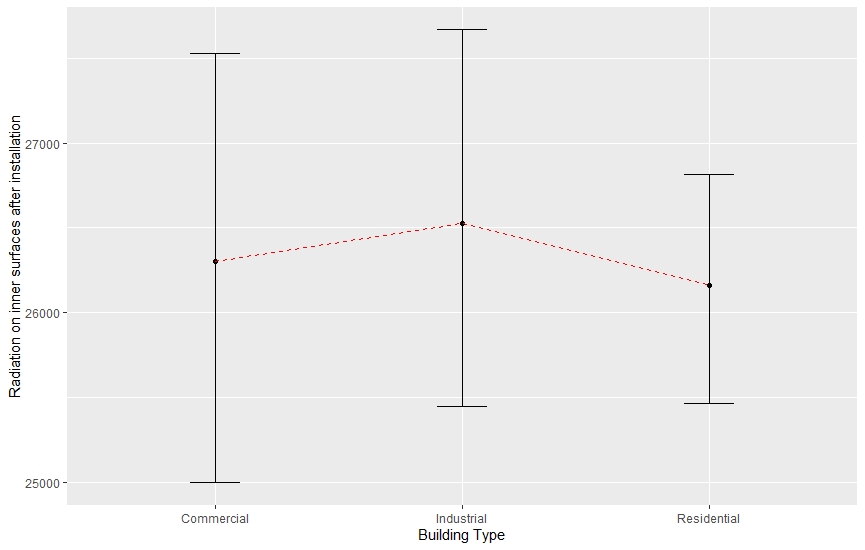 Radiation on inner surfaces after installation
27000
26000
25000
Commercial
Industrial
Residential
Building Type